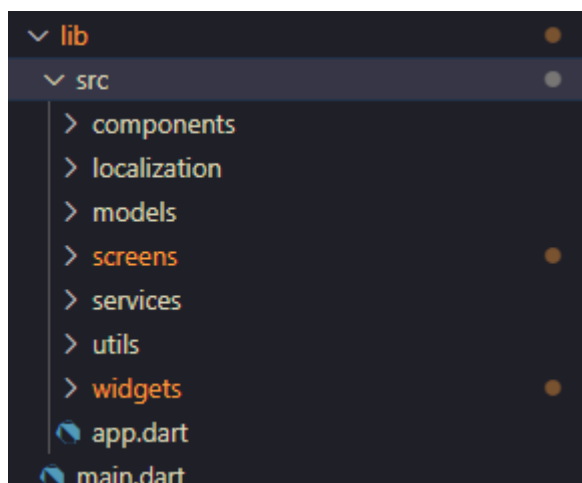 lib
src
components
localization
models
screens
services
utils
widgets
app.dart
main.dart